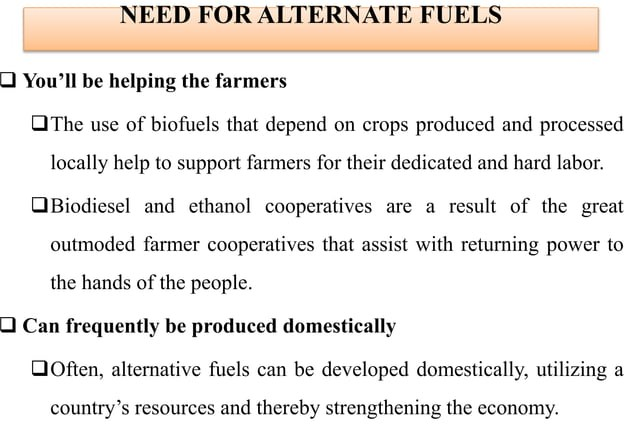 NEED FOR ALTERNATE FUELS
❑ You’ll be helping the farmers
❑The use of biofuels that depend on crops produced and processed
locally help to support farmers for their dedicated and hard labor.
❑Biodiesel and ethanol cooperatives are a result of the great
outmoded farmer cooperatives that assist with returning power to
the hands of the people.
❑ Can frequently be produced domestically
❑Often, alternative fuels can be developed domestically, utilizing a
country’s resources and thereby strengthening the economy.